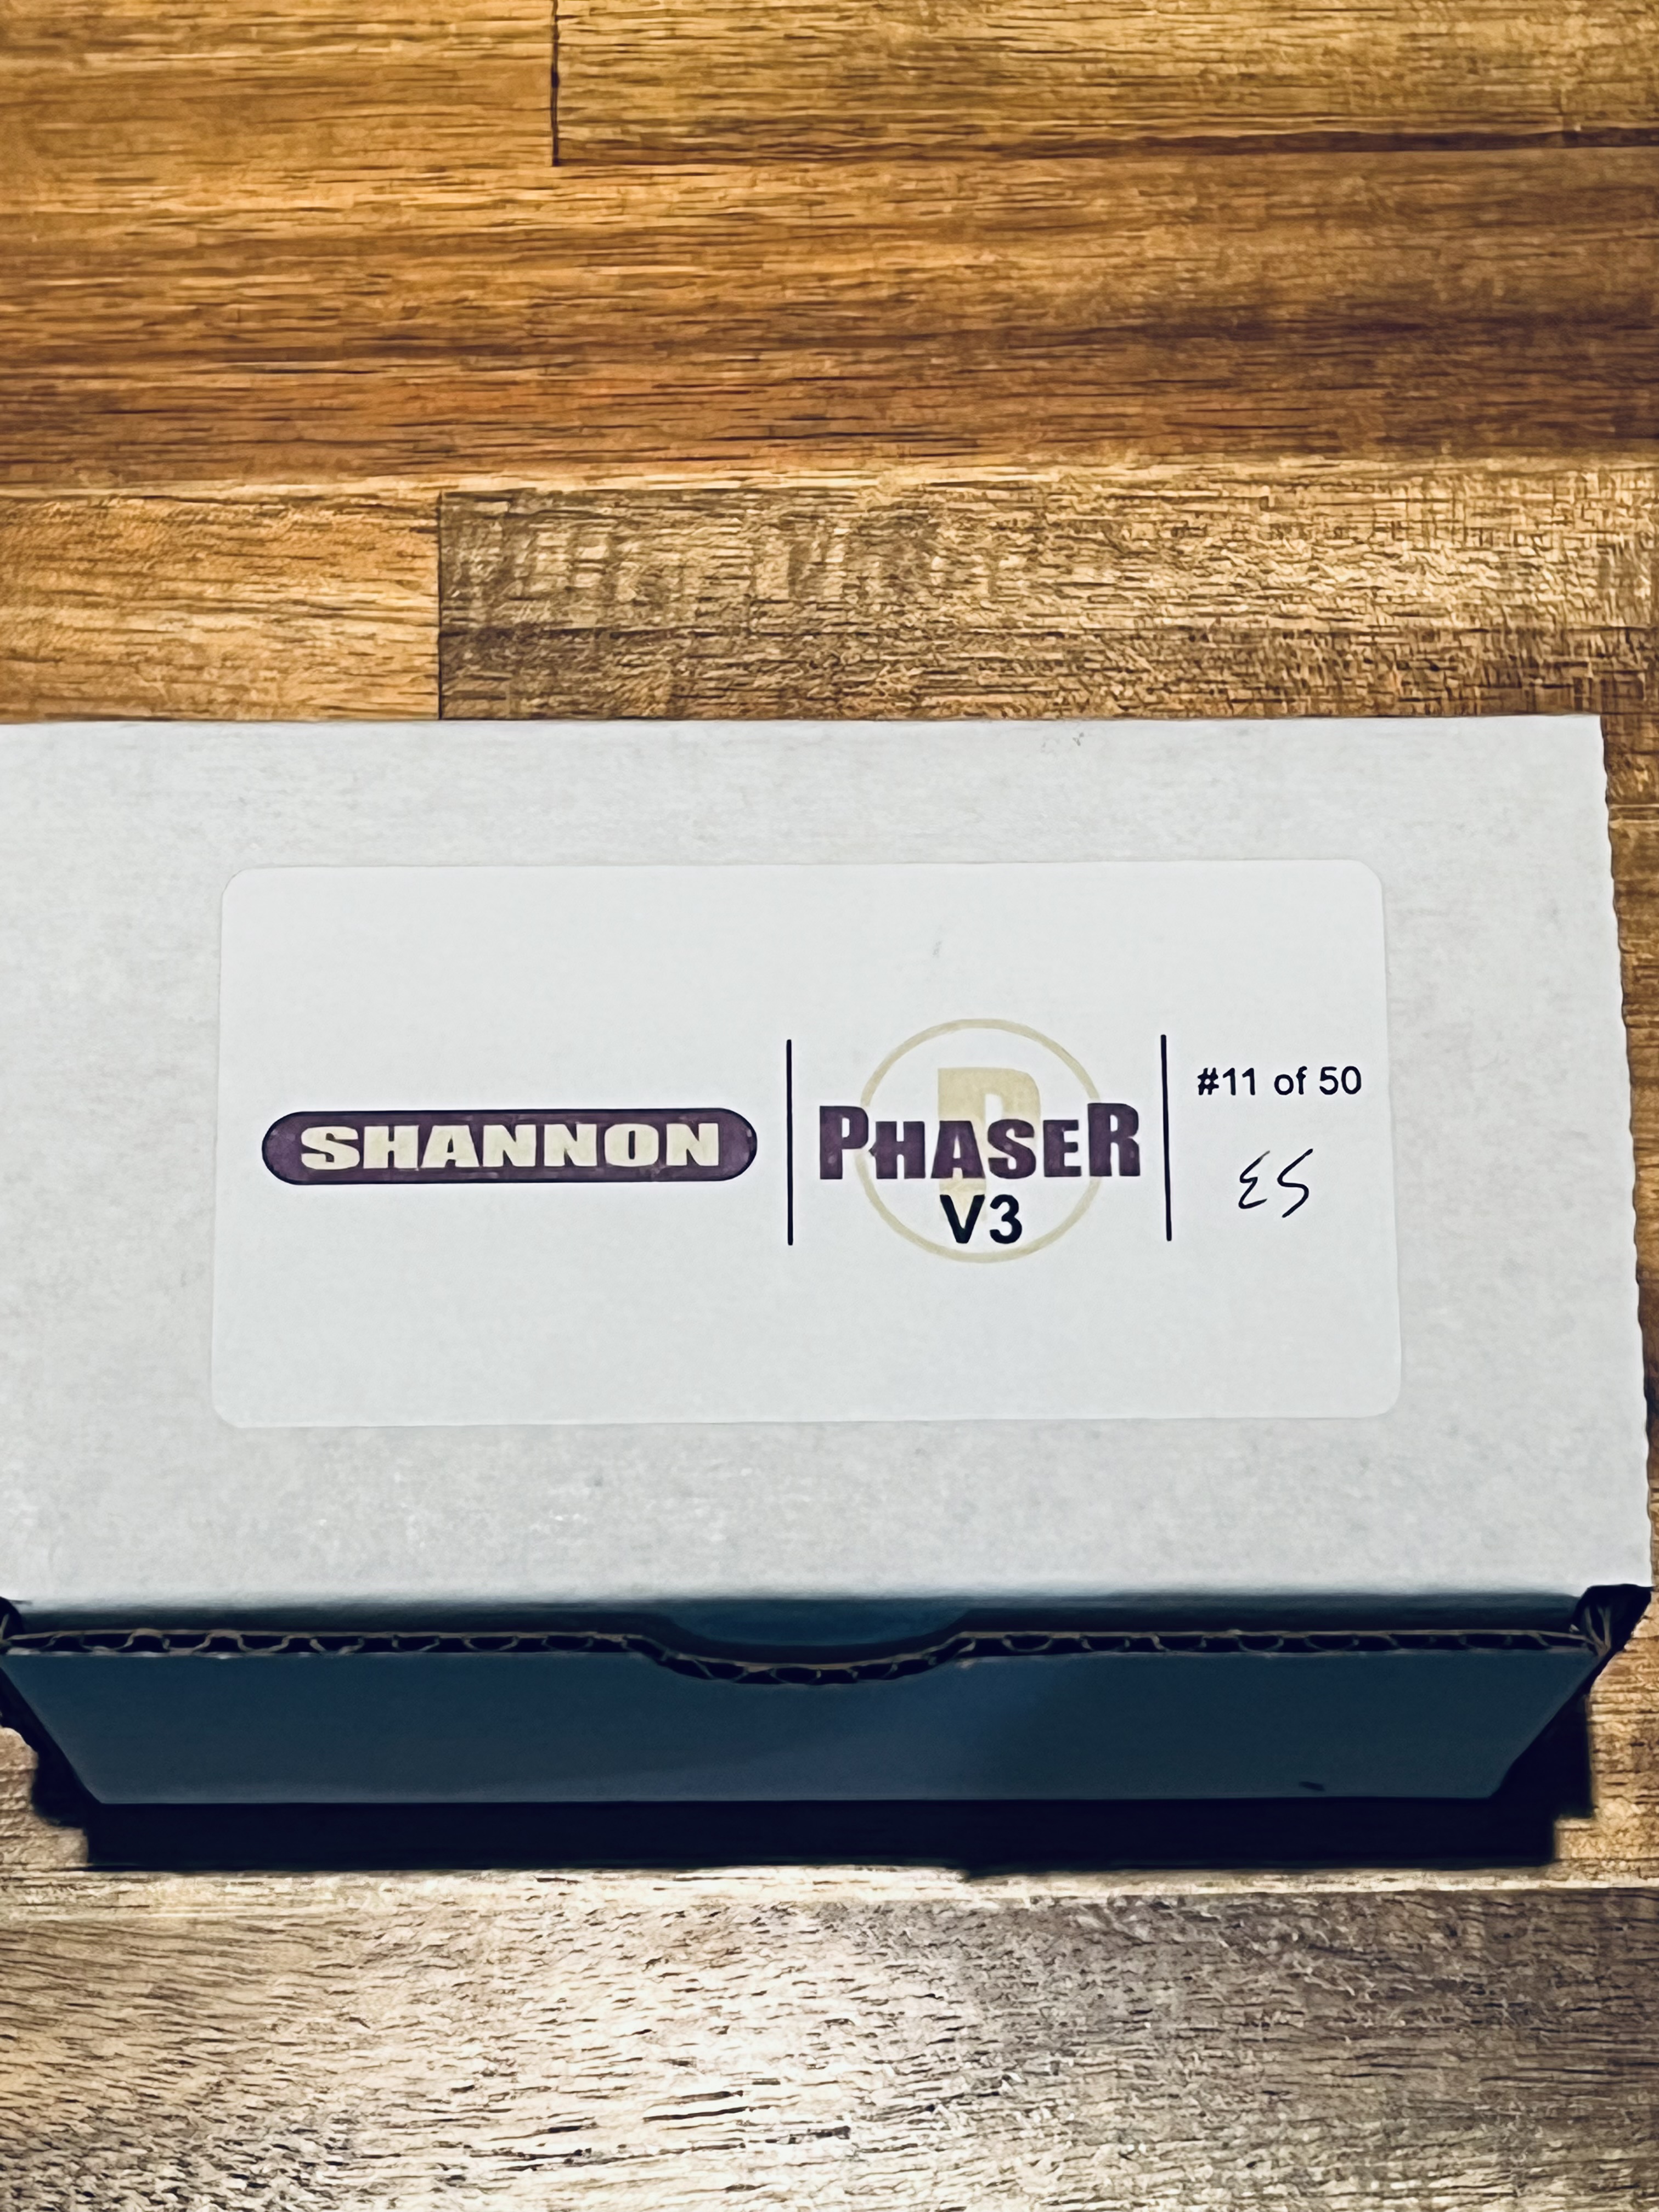 SHANNON
P
PHASER
V3
#11 of 50
ES